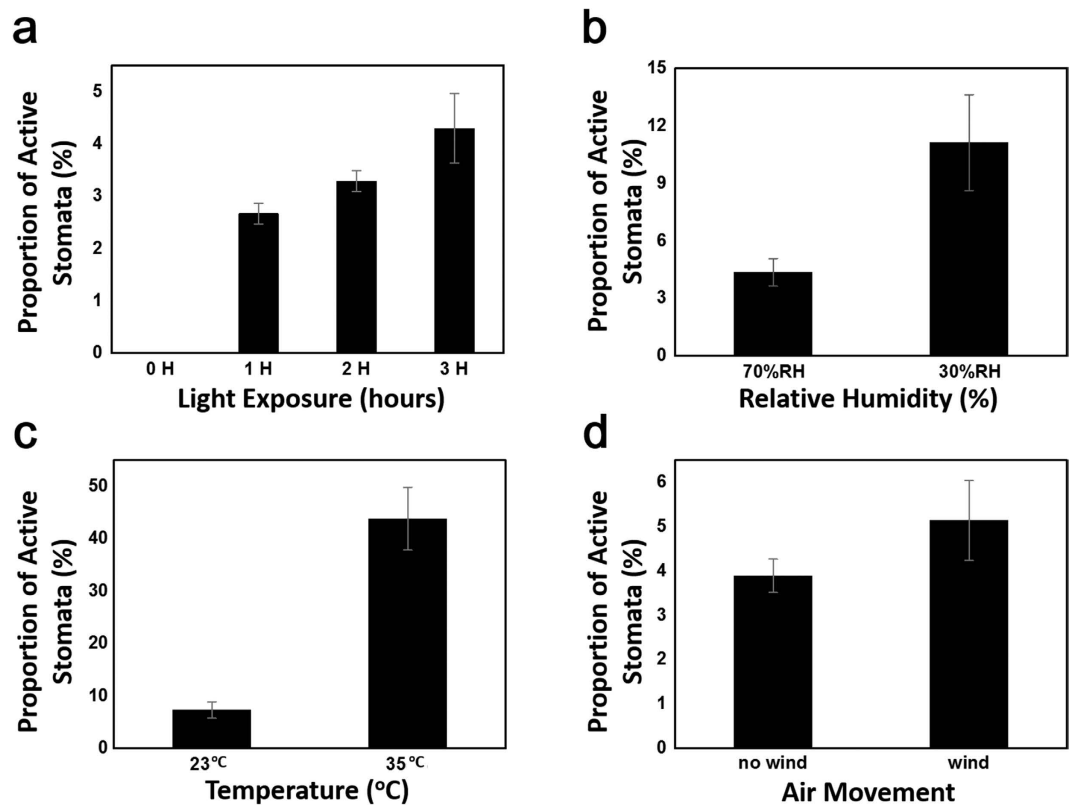 a
Proportion of Active
Stomata (%)
5
4
3
2
1
0
0 H 1 H 2 H 3 H
Light Exposure (hours)
b
Proportion of Active
Stomata (%)
15
12
9
6
3
0
70%RH 30%RH
Relative Humidity (%)
c
Proportion of Active
Stomata (%)
50
40
30
20
10
0
23°C 35°C
Temperature (°C)
d
Proportion of Active
Stomata (%)
6
5
4
3
2
1
0
no wind wind
Air Movement